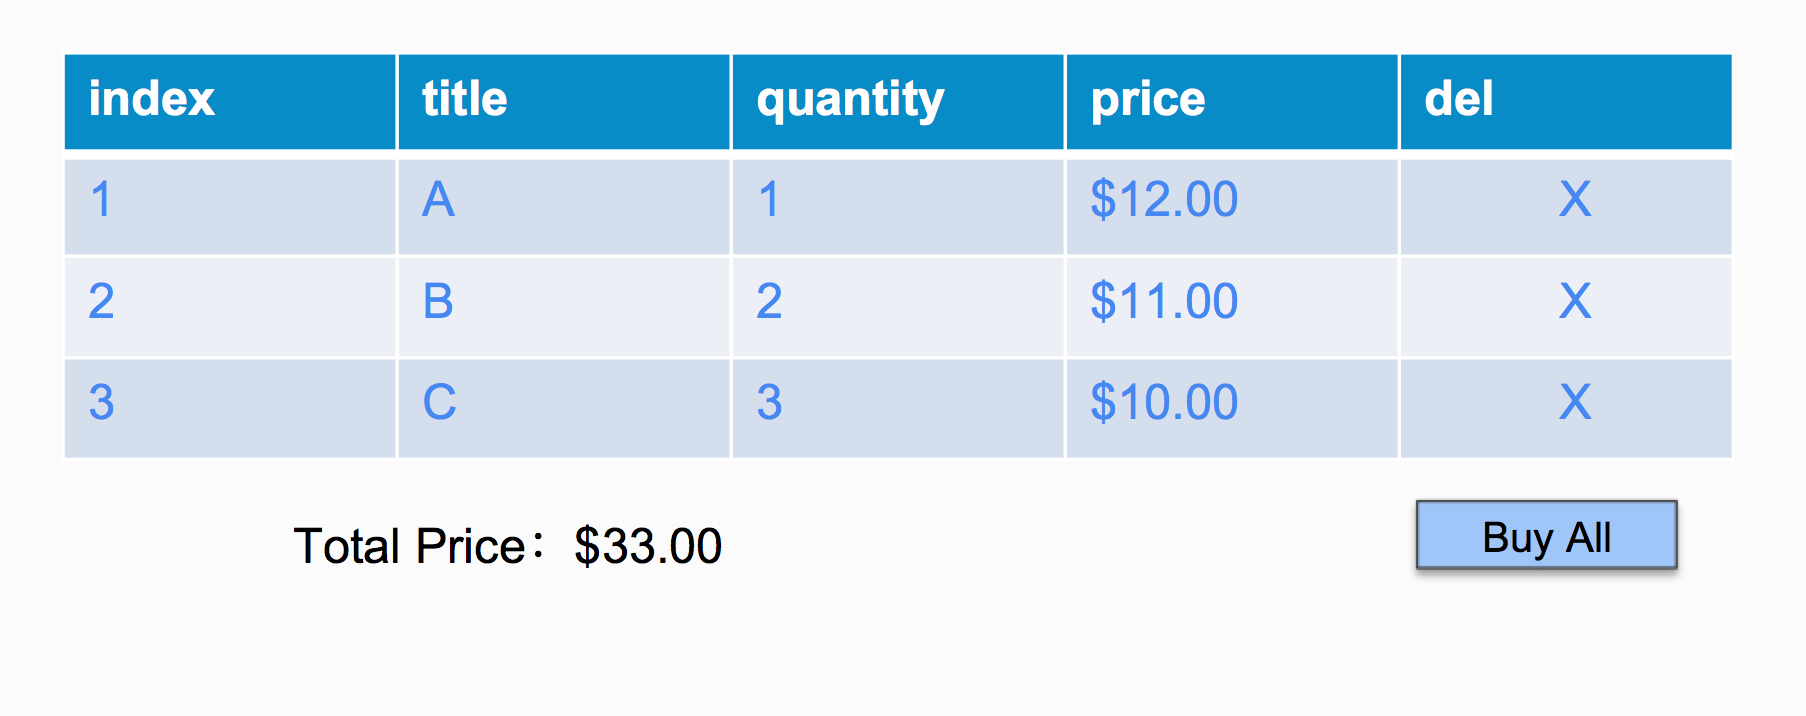 index title quantity price del
1 A 1 $12.00 X
2 B 2 $11.00 X
3 C 3 $10.00 X
Total Price：$33.00 Buy All